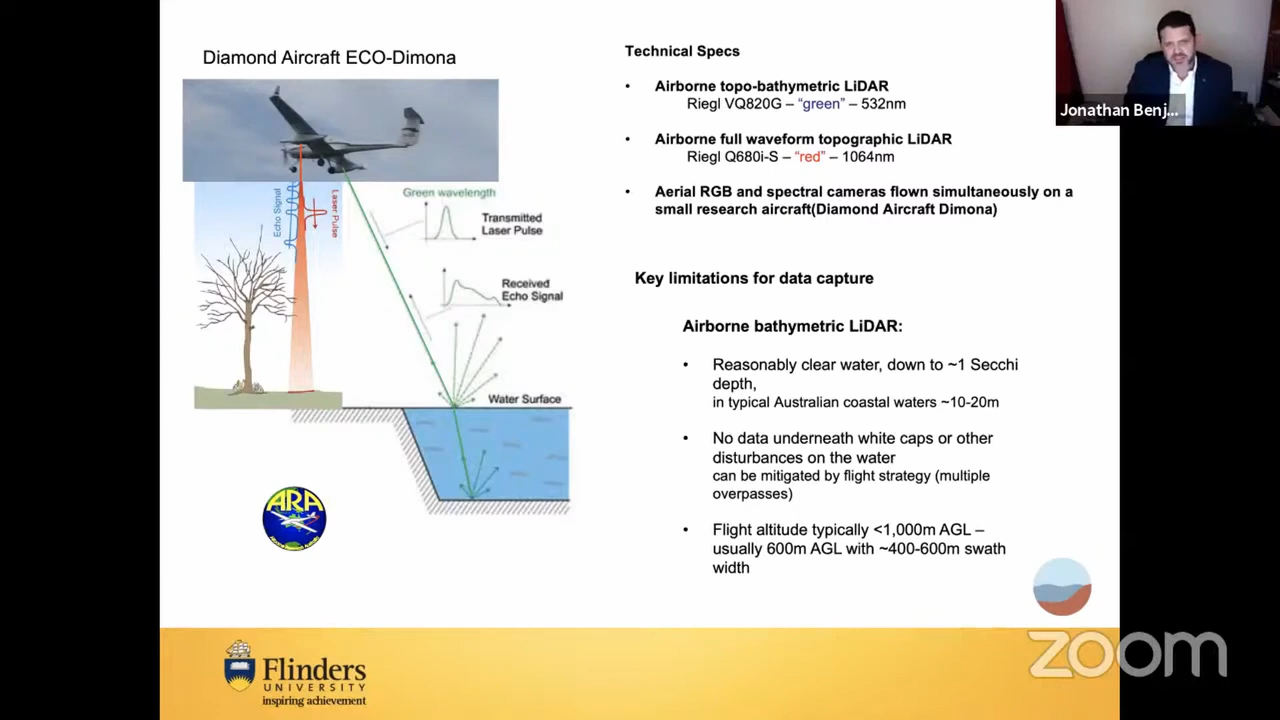 Diamond Aircraft ECO-Dimona
Echo Signal
Laser Pulse
Green wavelength
Transmitted
Laser Pulse
Received
Echo Signal
Water Surface
ARA
Technical Specs
• Airborne topo-bathymetric LiDAR
Riegl VQ820G – “green” – 532nm
• Airborne full waveform topographic LiDAR
Riegl Q680i-S – “red” – 1064nm
• Aerial RGB and spectral cameras flown simultaneously on a
small research aircraft(Diamond Aircraft Dimona)
Key limitations for data capture
Airborne bathymetric LiDAR:
• Reasonably clear water, down to ~1 Secchi
depth,
in typical Australian coastal waters ~10-20m
• No data underneath white caps or other
disturbances on the water
can be mitigated by flight strategy (multiple
overpasses)
• Flight altitude typically <1,000m AGL –
usually 600m AGL with ~400-600m swath
width
Jonathan Benj...
Flinders
UNIVERSITY
inspiring achievement
zoom